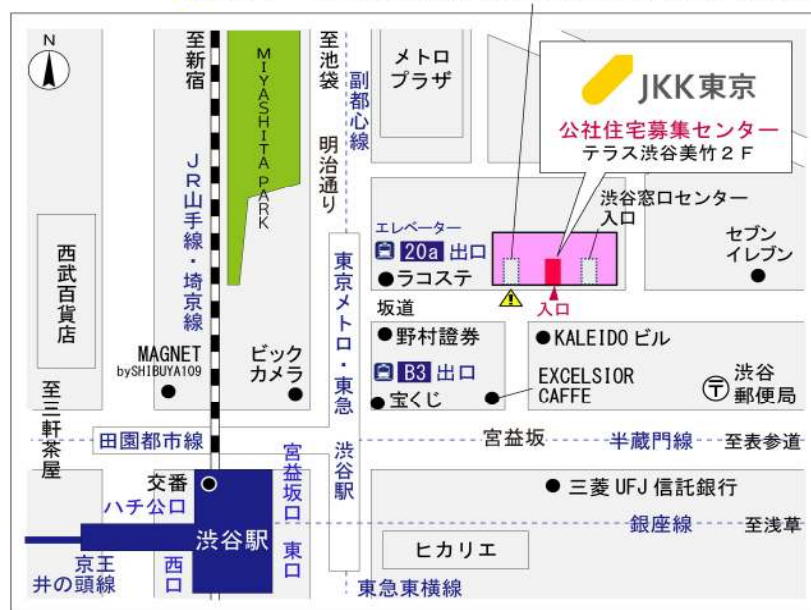 N
至新宿
MIYASHITA PARK
至池袋
副都心線
明治通り
メトロ
プラザ
JKK東京
公社住宅募集センター
テラス渋谷美竹2F
JR山手線・埼京線
西武百貨店
エレベーター
20a 出口
ラコステ
渋谷窓口センター
入口
セブン
イレブン
入口
坂道
東京メトロ・東急 渋谷駅
野村證券
KALEIDO ビル
MAGNET
bySHIBUYA109
ビック
カメラ
B3 出口
宝くじ
EXCELSIOR
CAFFE
〒
渋谷
郵便局
至三軒茶屋
田園都市線
宮益坂
半蔵門線
至表参道
交番
ハチ公口
宮益坂口
東口
渋谷駅
西口
京王
井の頭線
三菱 UFJ 信託銀行
銀座線
至浅草
ヒカリエ
東急東横線